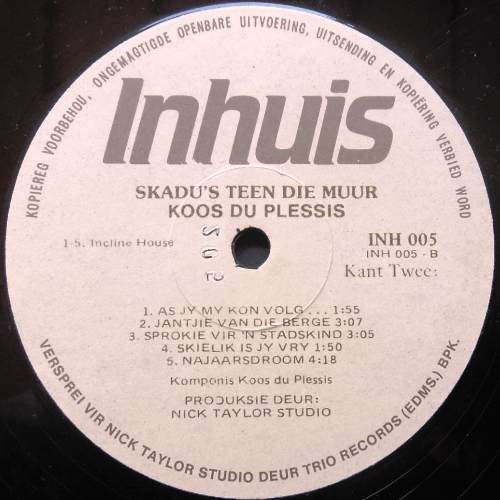 KOPIEREG VOORBEHOU, ONGEMAGTIGDE OPENBARE UITVOERING, UITSENDING EN KOPIËRING VERBIED WORD
Inhuis
SKADU'S TEEN DIE MUUR
KOOS DU PLESSIS
1-5. Incline House
INH 005
INH 005 - B
Kant Twee:
1. AS JY MY KON VOLG . . . 1:55
2. JANTJIE VAN DIE BERGE 3:07
3. SPROKIE VIR 'N STADSKIND 3:05
4. SKIELIK IS JY VRY 1:50
5. NAJAARSDROOM 4:18
Komponis Koos du Plessis
PRODUKSIE DEUR:
NICK TAYLOR STUDIO
VERSPREI VIR NICK TAYLOR STUDIO DEUR TRIO RECORDS (EDMS.) BPK.